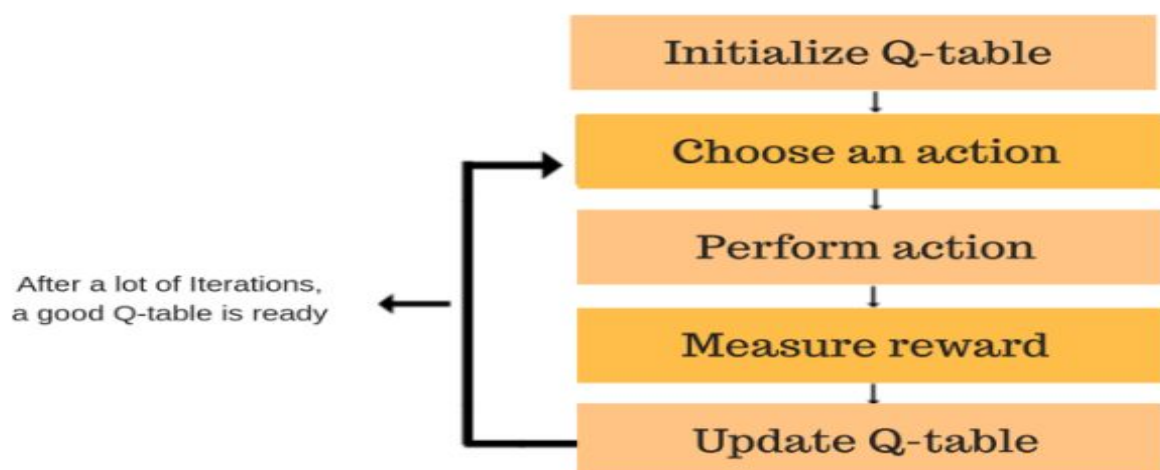 Initialize Q-table
Choose an action
Perform action
After a lot of Iterations,
a good Q-table is ready
Measure reward
Update Q-table